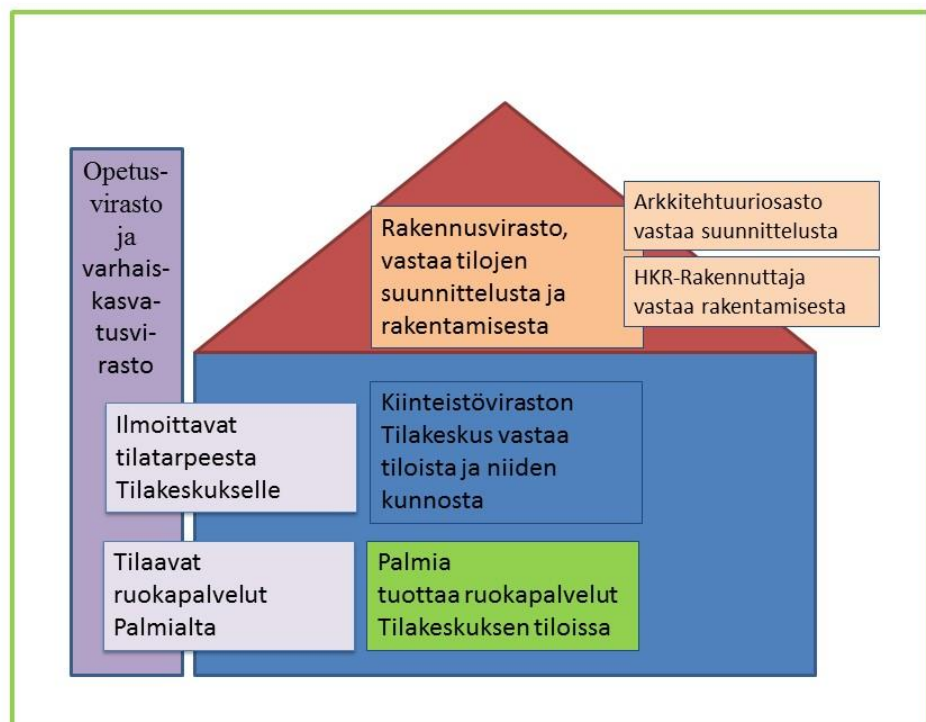 Opetus-
virasto
ja
varhais-
kasva-
tusvi-
rasto
Rakennusvirasto,
vastaa tilojen
suunnittelusta ja
rakentamisesta
Arkkitehtuuriosasto
vastaa suunnittelusta
HKR-Rakennuttaja
vastaa rakentamisesta
Ilmoittavat
tilatarpeesta
Tilakeskukselle
Kiinteistöviraston
Tilakeskus vastaa
tiloista ja niiden
kunnosta
Tilaavat
ruokapalvelut
Palmialta
Palmia
tuottaa ruokapalvelut
Tilakeskuksen tiloissa